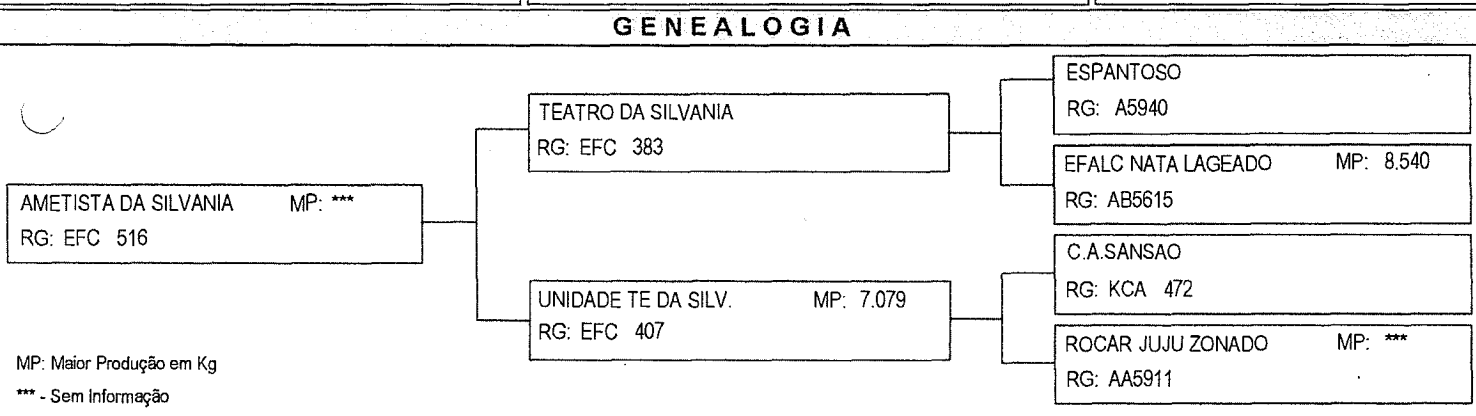 GENEALOGIA
AMETISTA DA SILVANIA MP: ***
RG: EFC 516
TEATRO DA SILVANIA
RG: EFC 383
UNIDADE TE DA SILV. MP: 7.079
RG: EFC 407
ESPANTOSO
RG: A5940
EFALC NATA LAGEADO MP: 8.540
RG: AB5615
C.A.SANSAO
RG: KCA 472
ROCAR JUJU ZONADO MP: ***
RG: AA5911
MP: Maior Produção em Kg
*** - Sem Informação